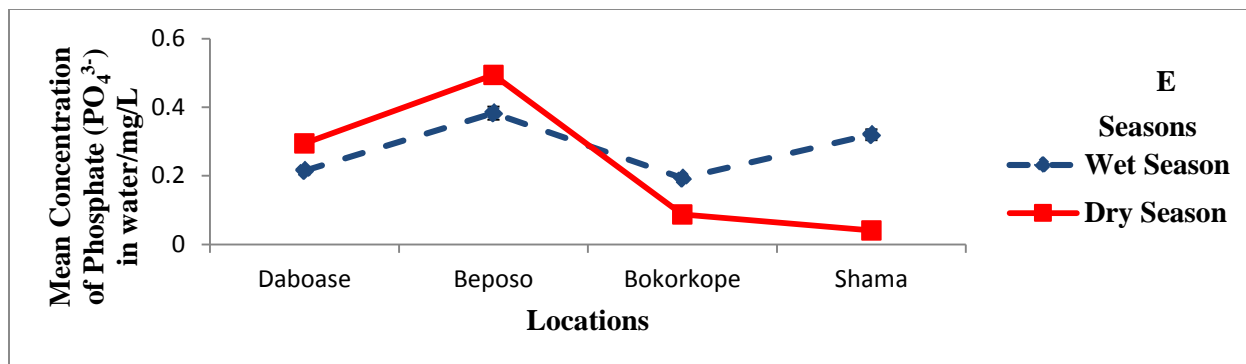 Mean Concentration
of Phosphate (PO₄³⁻)
in water/mg/L
0.6
0.4
0.2
0
Daboase
Beposo
Bokorkope
Shama
Locations
E
Seasons
Wet Season
Dry Season